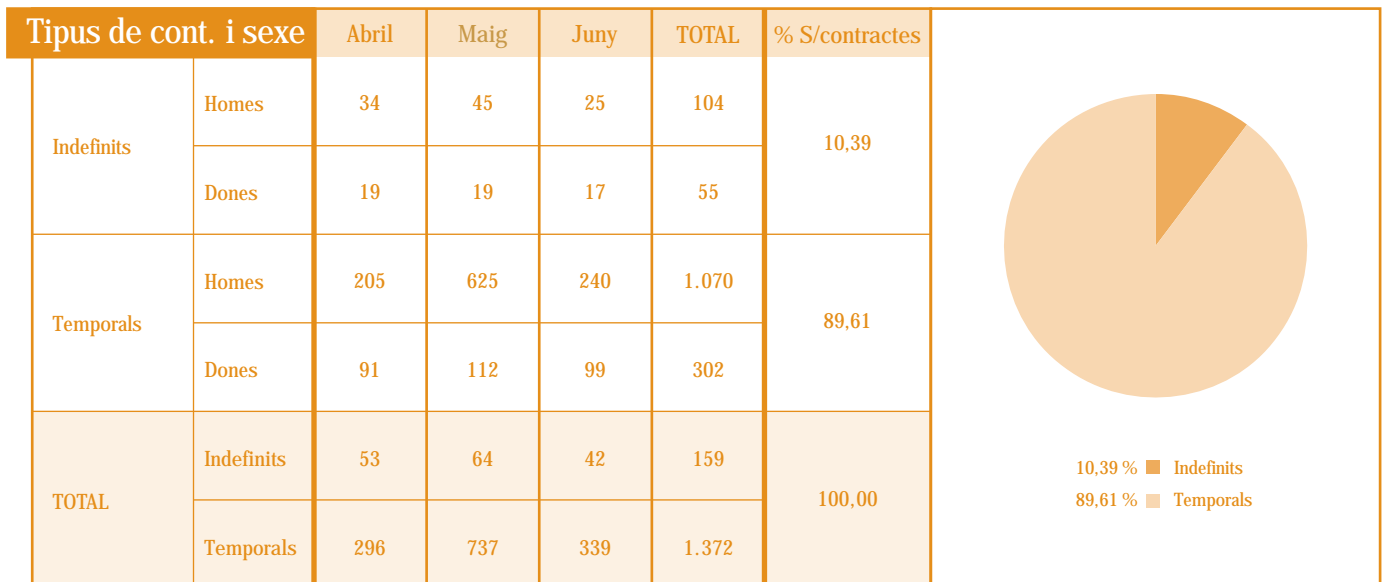 Tipus de cont. i sexe Abril Maig Juny TOTAL % S/contractes
Indefinits Homes 34 45 25 104 10,39
Dones 19 19 17 55
Temporals Homes 205 625 240 1.070 89,61
Dones 91 112 99 302
TOTAL Indefinits 53 64 42 159 100,00
Temporals 296 737 339 1.372
10,39 % Indefinits
89,61 % Temporals